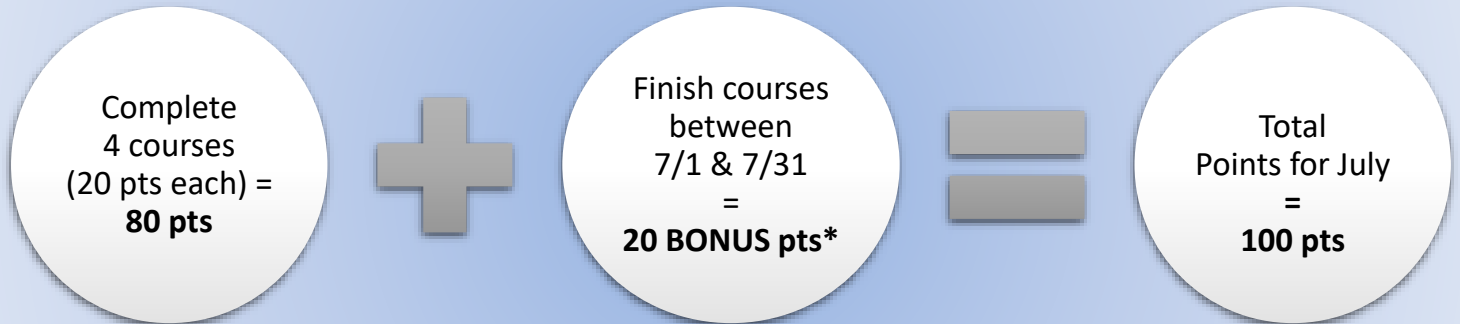 Complete
4 courses
(20 pts each) =
80 pts
Finish courses
between
7/1 & 7/31
=
20 BONUS pts*
Total
Points for July
=
100 pts